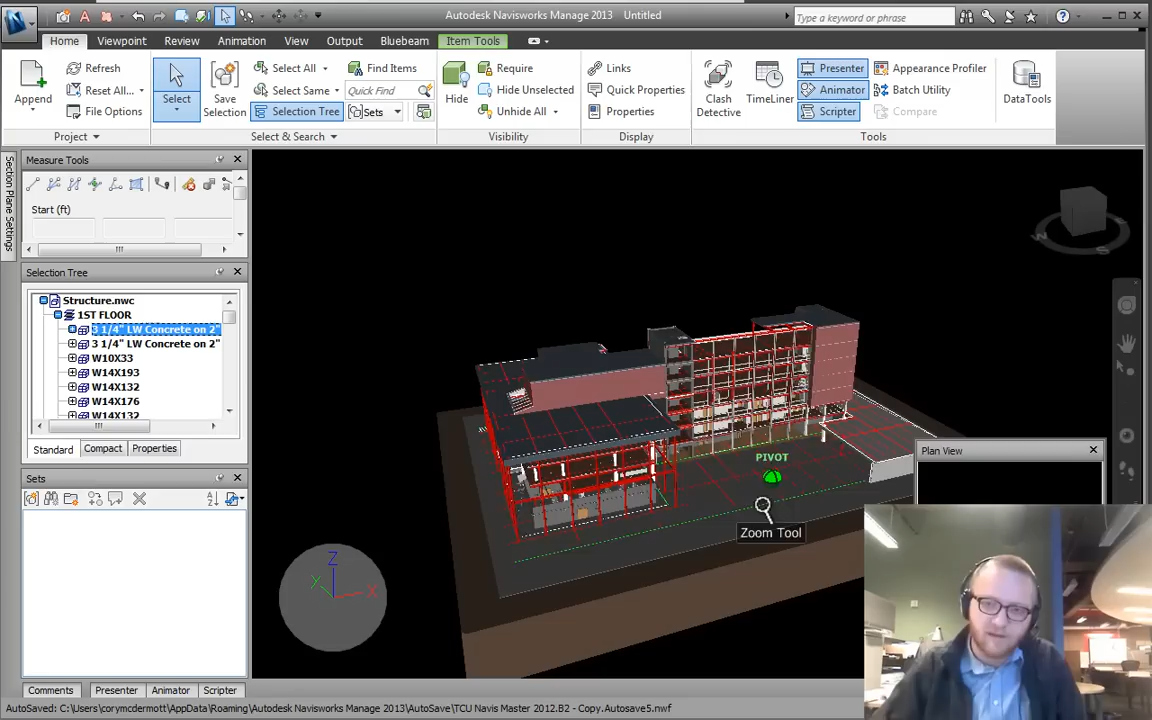 Autodesk Navisworks Manage 2013 Untitled
Type a keyword or phrase
Home Viewpoint Review Animation View Output Bluebeam Item Tools
Append
Refresh
Reset All...
File Options
Project
Select
Save Selection
Select All
Select Same
Selection Tree
Find Items
Quick Find
Sets
Select & Search
Hide
Require
Hide Unselected
Unhide All
Visibility
Links
Quick Properties
Properties
Display
Clash Detective
TimeLiner
Presenter
Animator
Scripter
Appearance Profiler
Batch Utility
Compare
Tools
DataTools
Section Plane Settings
Measure Tools
Start (ft)
Selection Tree
Structure.nwc
1ST FLOOR
3 1/4" LW Concrete on 2"
3 1/4" LW Concrete on 2"
W10X33
W14X193
W14X132
W14X176
W14X132
Standard Compact Properties
Sets
PIVOT
Zoom Tool
Plan View
W S
Z
Y X
Comments Presenter Animator Scripter
AutoSaved: C:\Users\corymcdermott\AppData\Roaming\Autodesk Navisworks Manage 2013\AutoSave\TCU Navis Master 2012.B2 - Copy.Autosave5.nwf